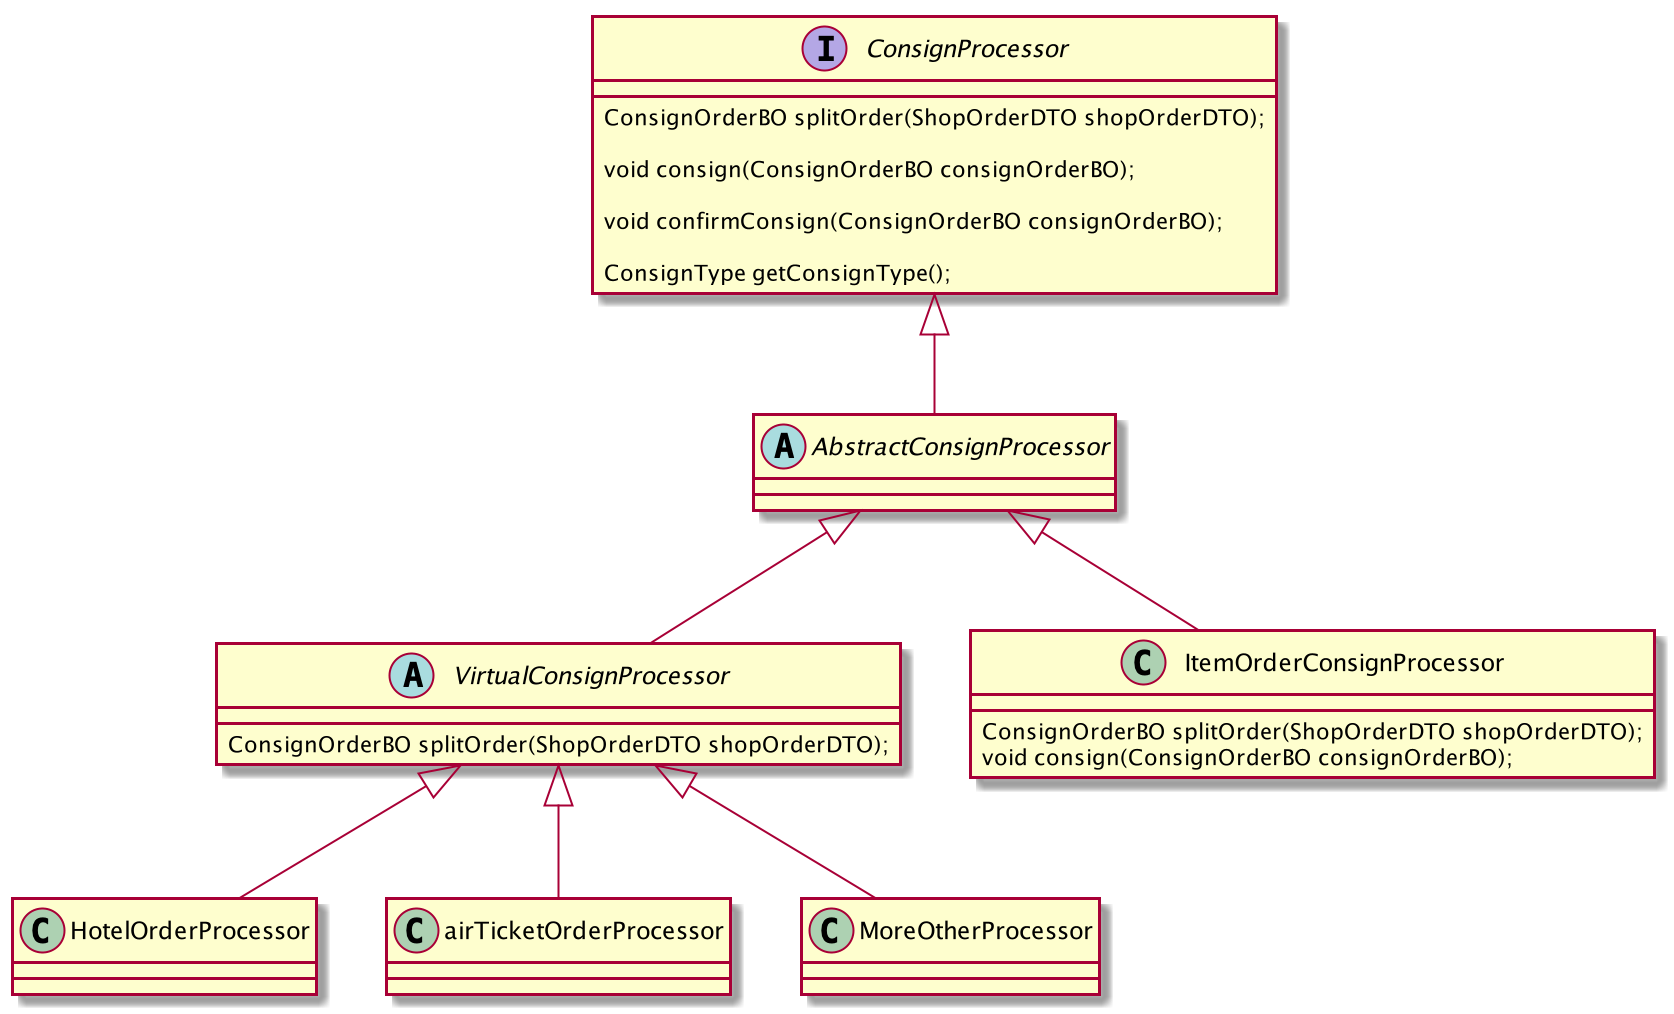 I ConsignProcessor
ConsignOrderBO splitOrder(ShopOrderDTO shopOrderDTO);
void consign(ConsignOrderBO consignOrderBO);
void confirmConsign(ConsignOrderBO consignOrderBO);
ConsignType getConsignType();
A AbstractConsignProcessor
A VirtualConsignProcessor
ConsignOrderBO splitOrder(ShopOrderDTO shopOrderDTO);
C ItemOrderConsignProcessor
ConsignOrderBO splitOrder(ShopOrderDTO shopOrderDTO);
void consign(ConsignOrderBO consignOrderBO);
C HotelOrderProcessor
C airTicketOrderProcessor
C MoreOtherProcessor